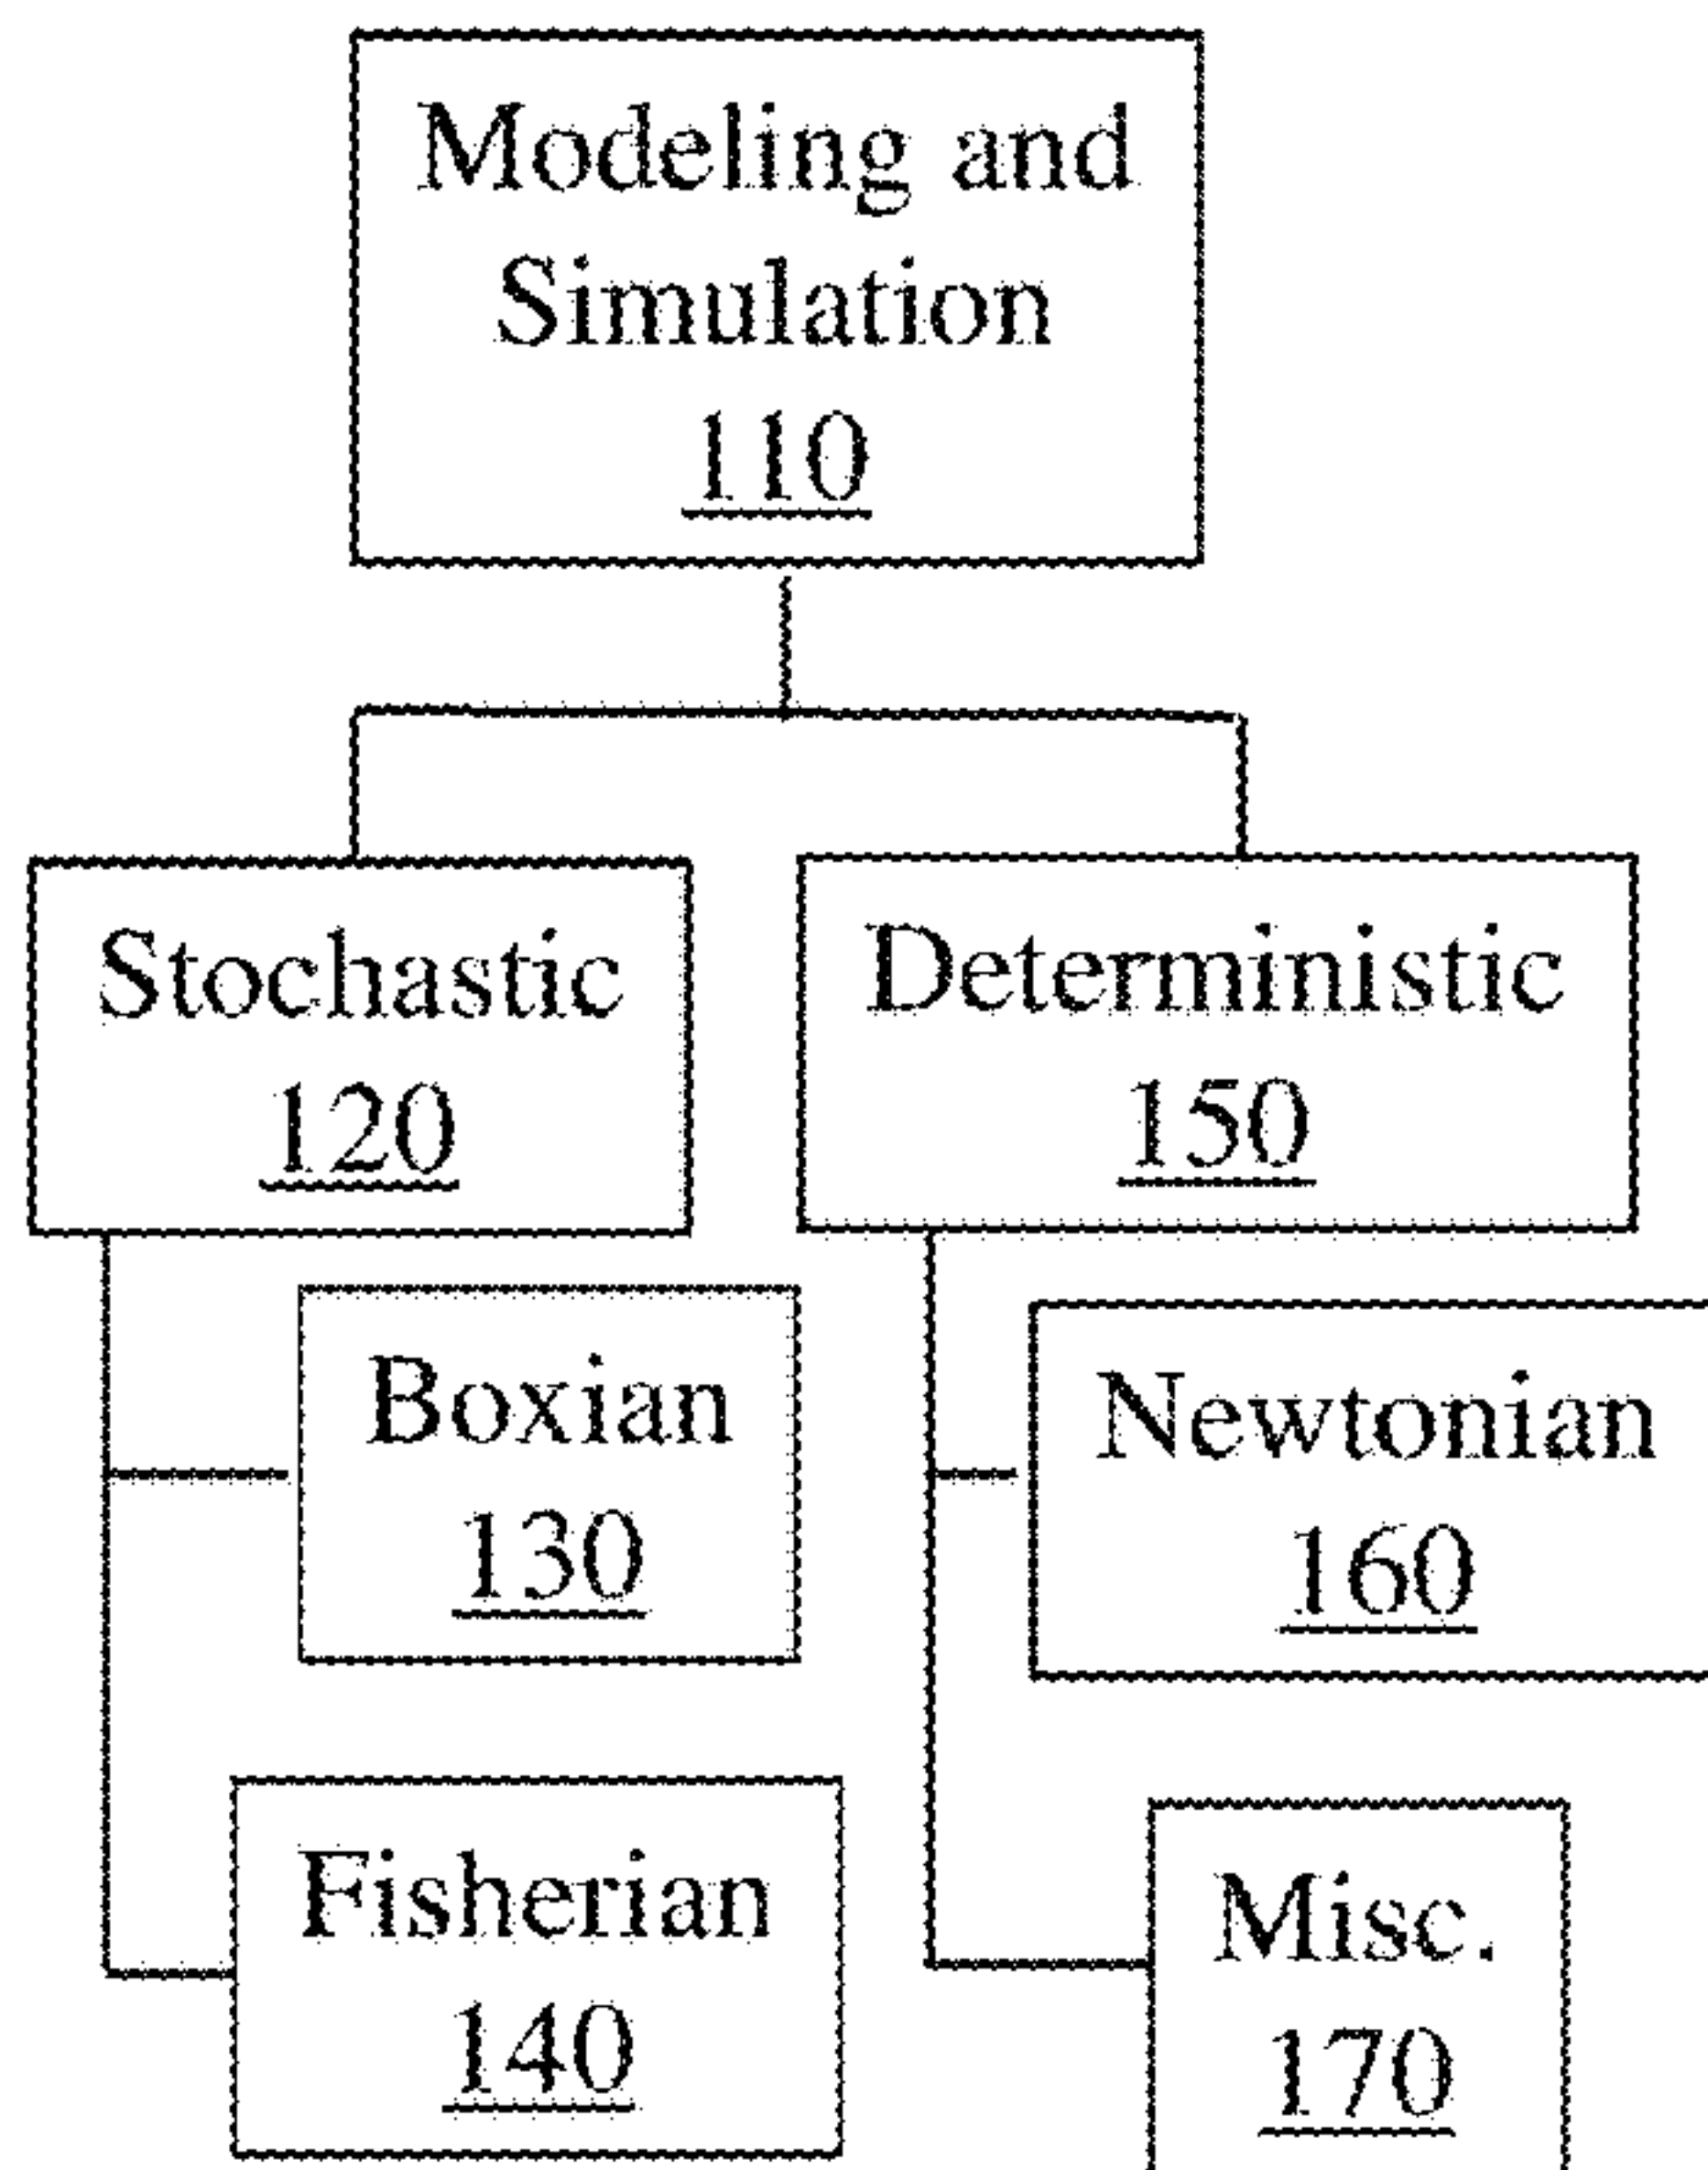 Modeling and
Simulation
110
Stochastic
120
Deterministic
150
Boxian
130
Newtonian
160
Fisherian
140
Misc.
170